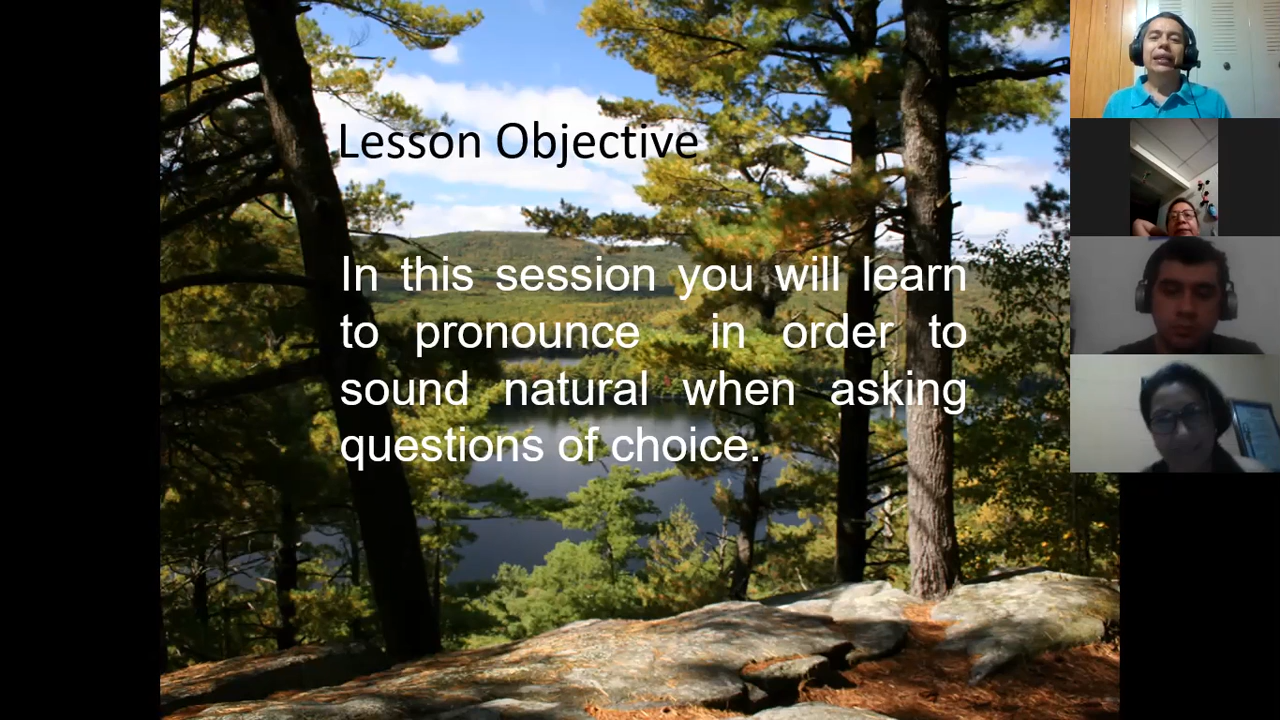 Lesson Objective
In this session you will learn
to pronounce in order to
sound natural when asking
questions of choice.